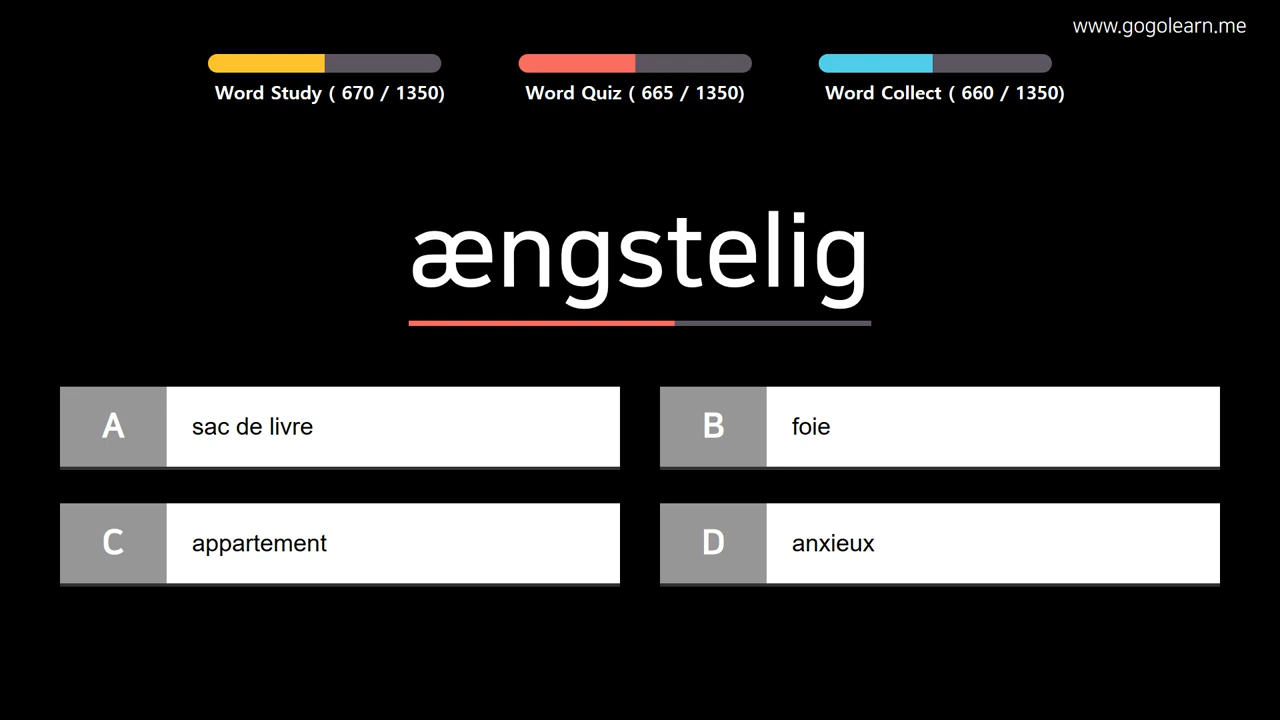 www.gogolearn.me
Word Study ( 670 / 1350)
Word Quiz ( 665 / 1350)
Word Collect ( 660 / 1350)
ængstelig
A
sac de livre
B
foie
C
appartement
D
anxieux